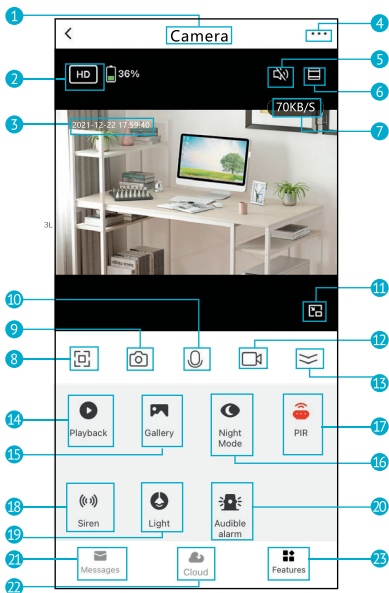 1
Camera
4
2
HD
36%
5
6
3
2021-12-22 17:59:40
70KB/S
7
3L
11
10
9
12
8
13
14
Playback
Gallery
Night
Mode
PIR
17
15
16
18
Siren
Light
Audible
alarm
20
19
21
Messages
Cloud
Features
23
22